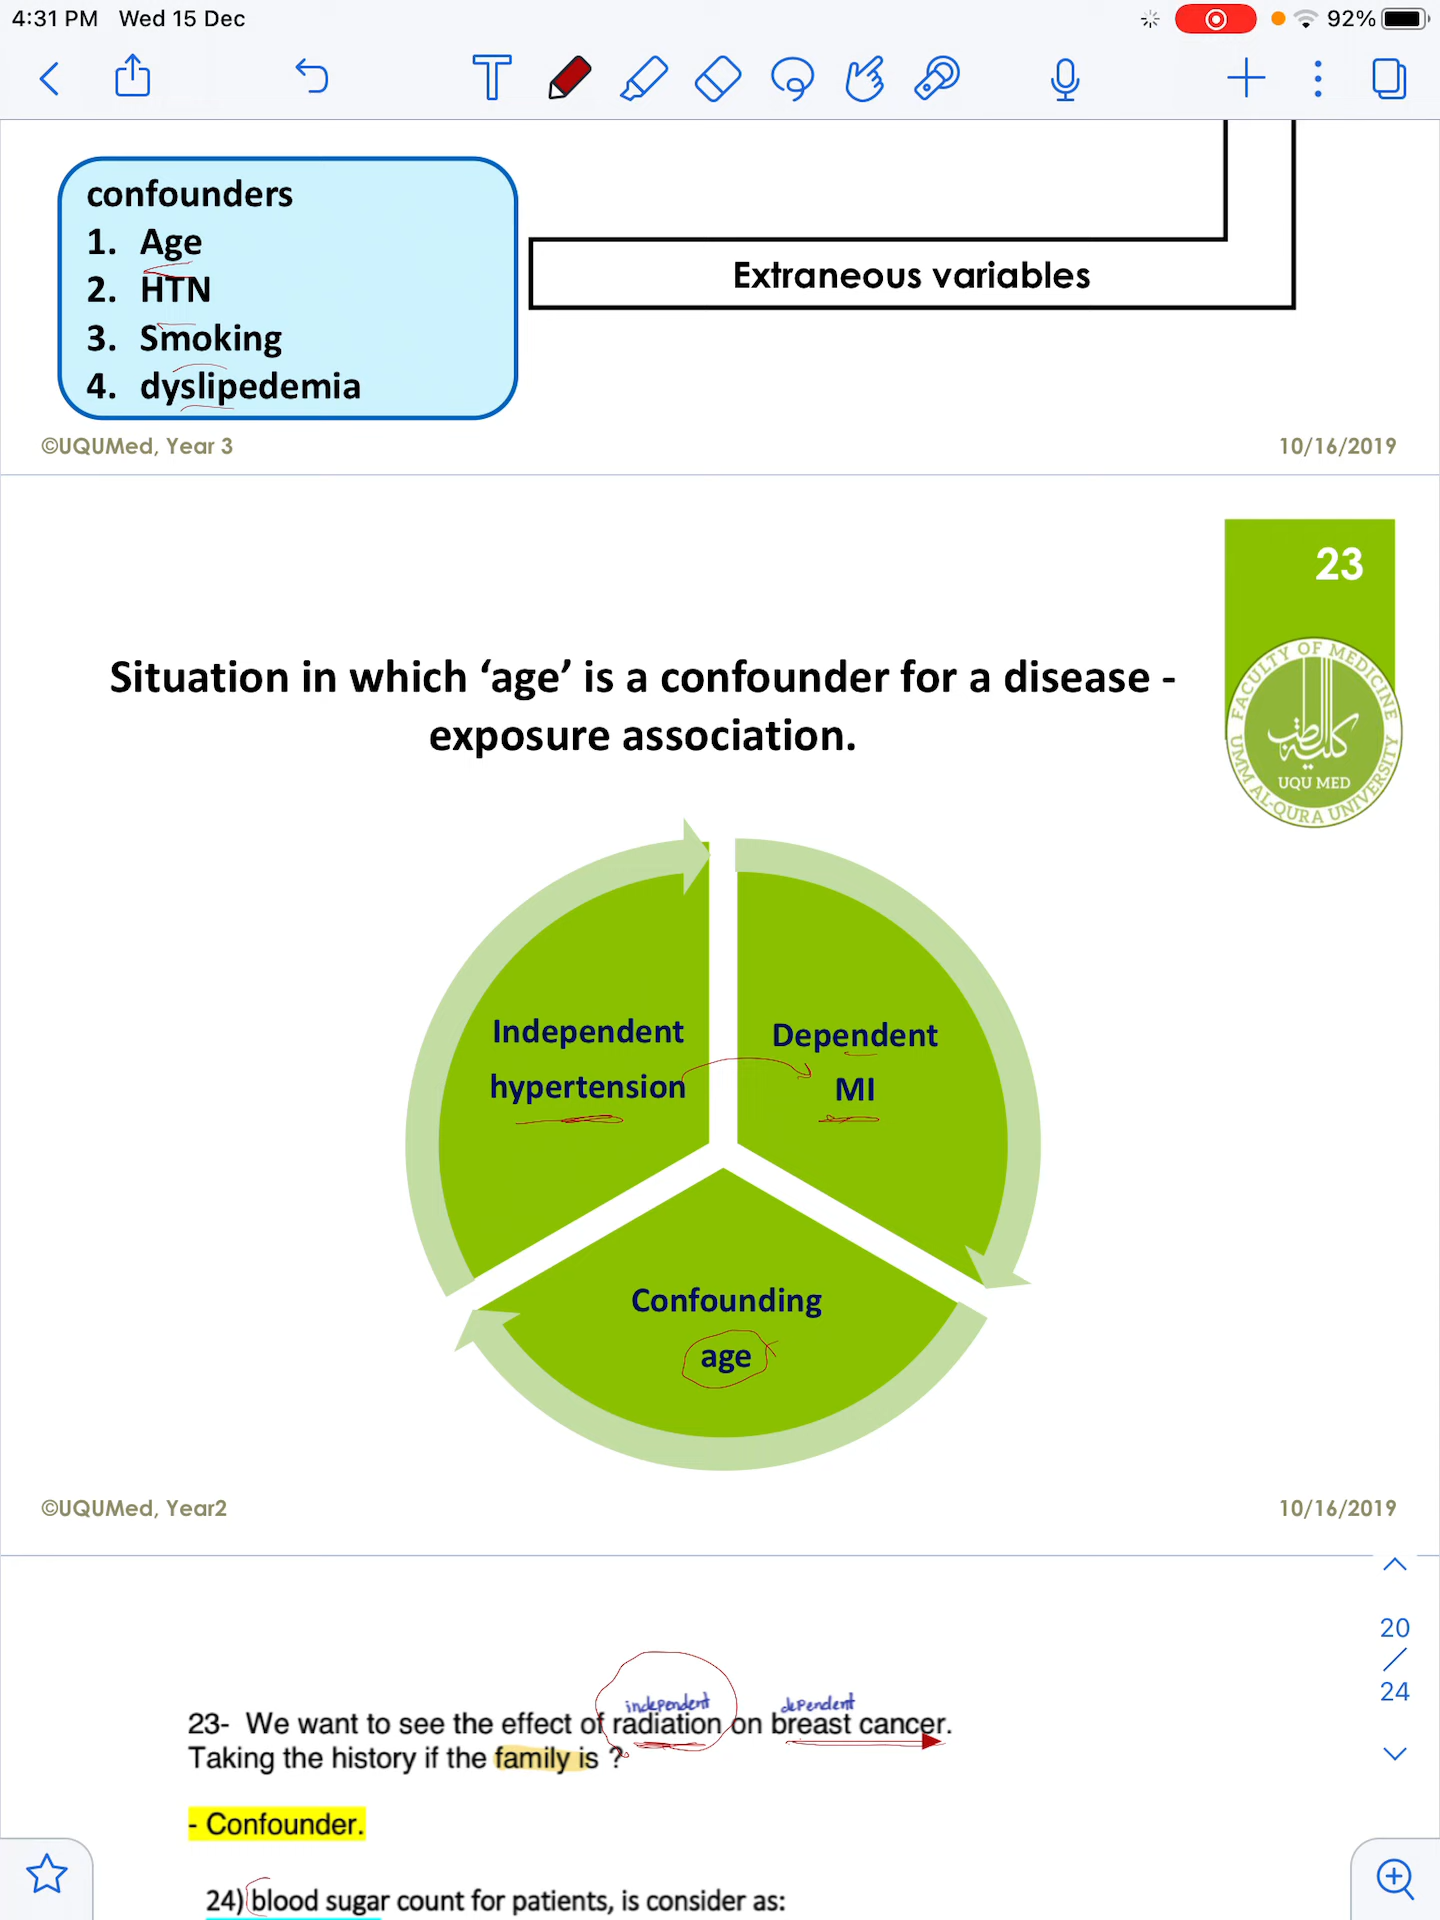 4:31 PM Wed 15 Dec
92%
confounders
1. Age
2. HTN
3. Smoking
4. dyslipedemia
Extraneous variables
©UQUMed, Year 3
10/16/2019
23
Situation in which ‘age’ is a confounder for a disease -
exposure association.
FACULTY OF MEDICINE
كلية الطب
UQU MED
UMM AL-QURA UNIVERSITY
Independent
hypertension
Dependent
MI
Confounding
age
©UQUMed, Year2
10/16/2019
20
/
24
independent dependent
23- We want to see the effect of radiation on breast cancer.
Taking the history if the family is ?
- Confounder.
24) blood sugar count for patients, is consider as: